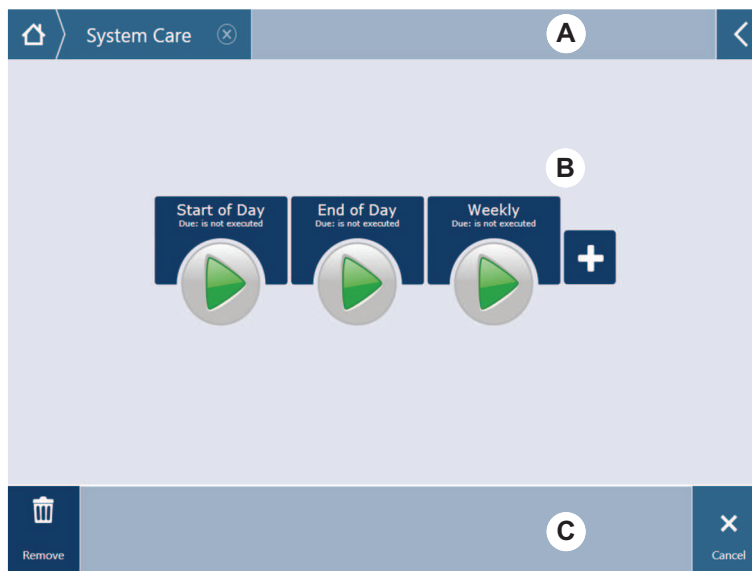 System Care
A
B
Start of Day
Due: is not executed
End of Day
Due: is not executed
Weekly
Due: is not executed
C
Remove
Cancel